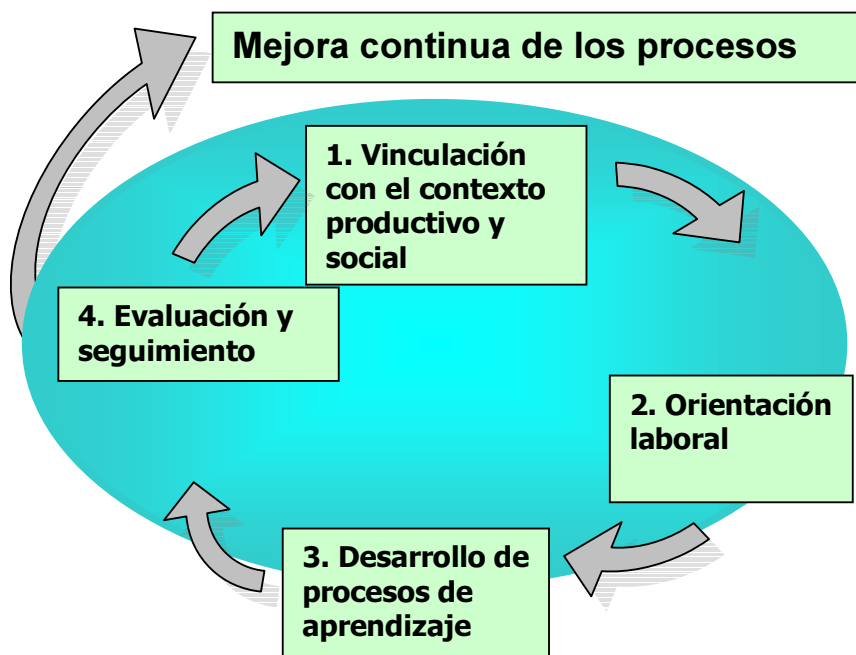 Mejora continua de los procesos
1. Vinculación
con el contexto
productivo y
social
4. Evaluación y
seguimiento
2. Orientación
laboral
3. Desarrollo de
procesos de
aprendizaje